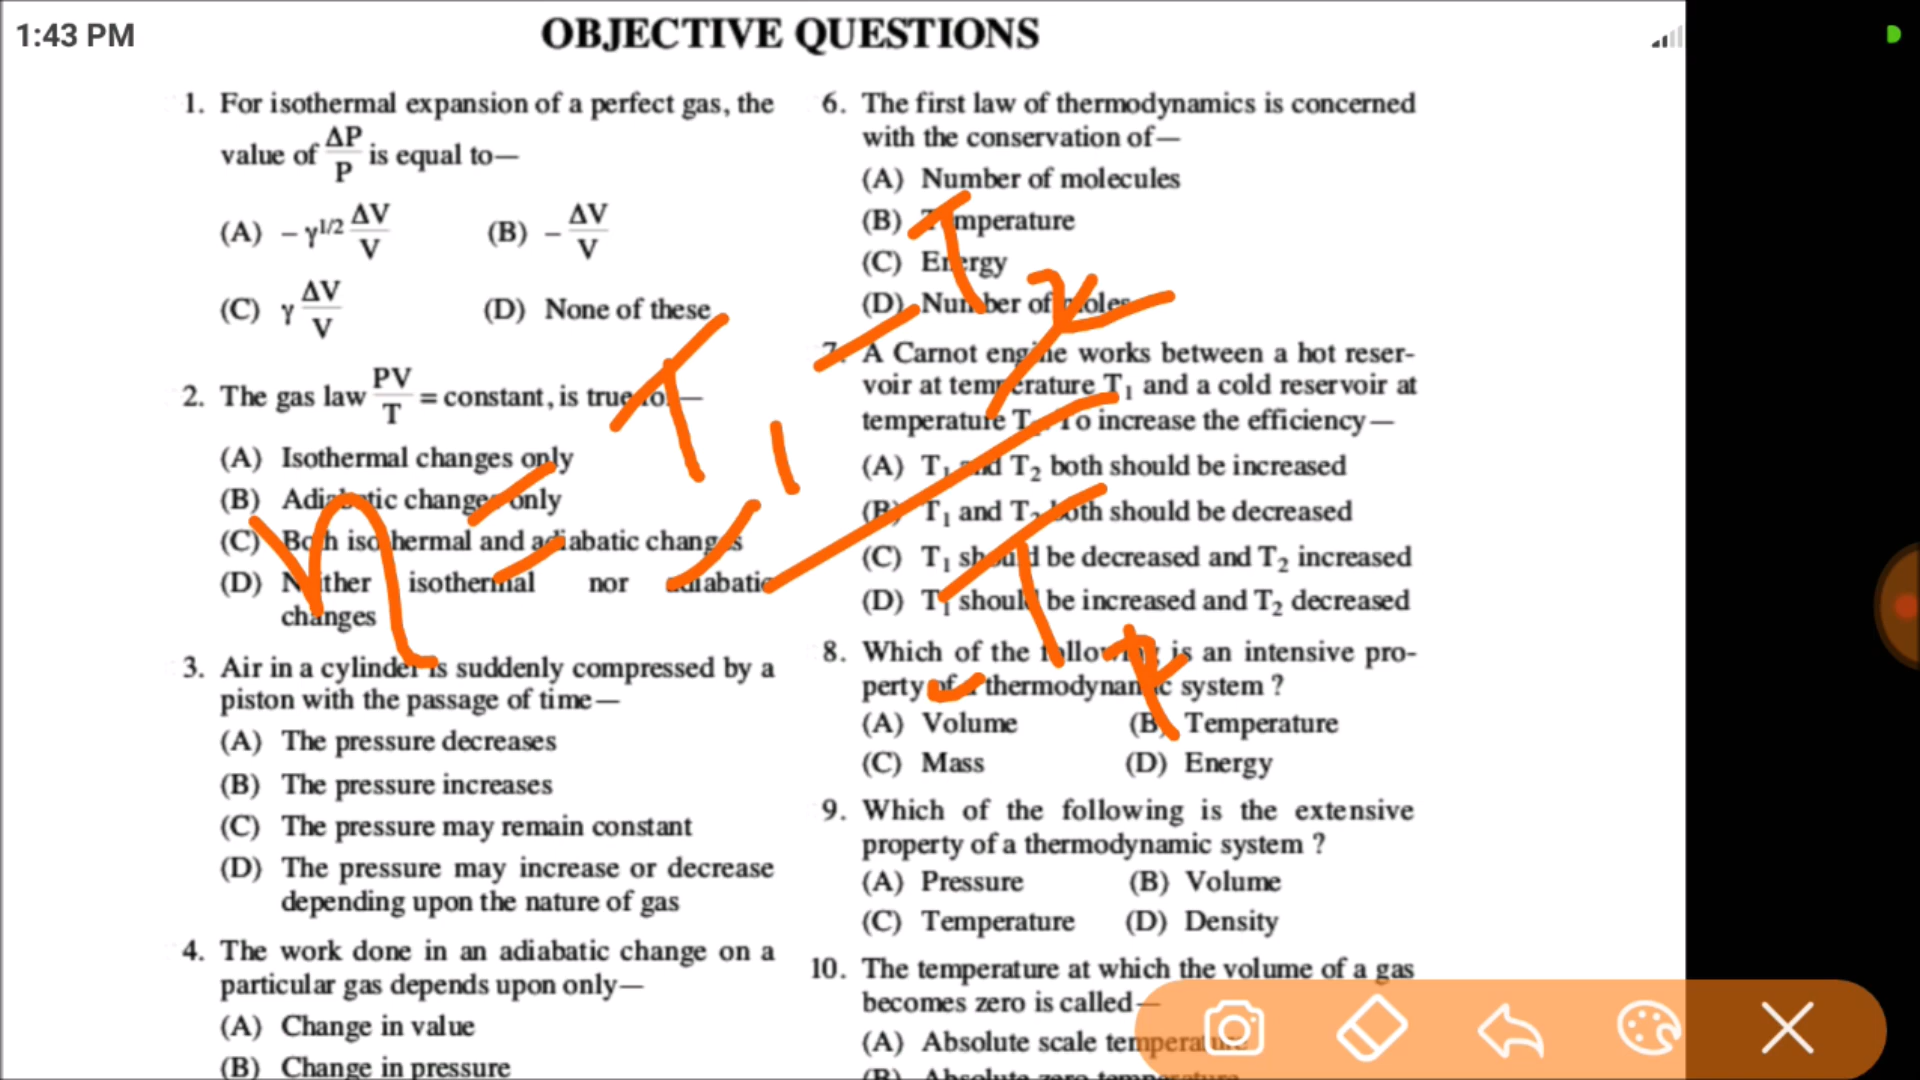 1:43 PM
OBJECTIVE QUESTIONS
1. For isothermal expansion of a perfect gas, the
value of ΔP/P is equal to—
(A) – γ^1/2 ΔV/V (B) – ΔV/V
(C) γ ΔV/V (D) None of these
2. The gas law PV/T = constant, is true for—
(A) Isothermal changes only
(B) Adiabatic changes only
(C) Both isothermal and adiabatic changes
(D) Neither isothermal nor adiabatic
changes
3. Air in a cylinder is suddenly compressed by a
piston with the passage of time—
(A) The pressure decreases
(B) The pressure increases
(C) The pressure may remain constant
(D) The pressure may increase or decrease
depending upon the nature of gas
4. The work done in an adiabatic change on a
particular gas depends upon only—
(A) Change in value
(B) Change in pressure
6. The first law of thermodynamics is concerned
with the conservation of—
(A) Number of molecules
(B) Temperature
(C) Energy
(D) Number of moles
7. A Carnot engine works between a hot reser-
voir at temperature T₁ and a cold reservoir at
temperature T₂. To increase the efficiency—
(A) T₁ and T₂ both should be increased
(B) T₁ and T₂ both should be decreased
(C) T₁ should be decreased and T₂ increased
(D) T₁ should be increased and T₂ decreased
8. Which of the following is an intensive pro-
perty of a thermodynamic system ?
(A) Volume (B) Temperature
(C) Mass (D) Energy
9. Which of the following is the extensive
property of a thermodynamic system ?
(A) Pressure (B) Volume
(C) Temperature (D) Density
10. The temperature at which the volume of a gas
becomes zero is called—
(A) Absolute scale temperature
(B) Absolute zero temperature
η = T₁ – T₂
T₁